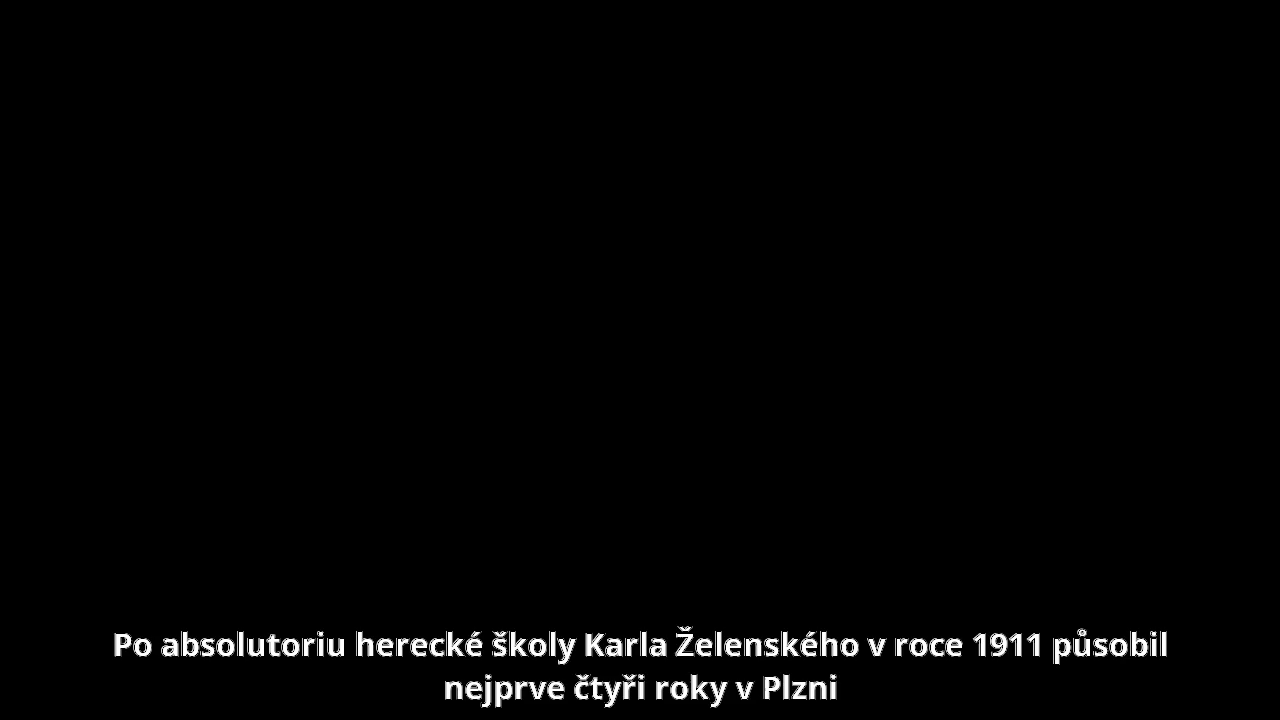 Po absolutoriu herecké školy Karla Želenského v roce 1911 působil
nejprve čtyři roky v Plzni